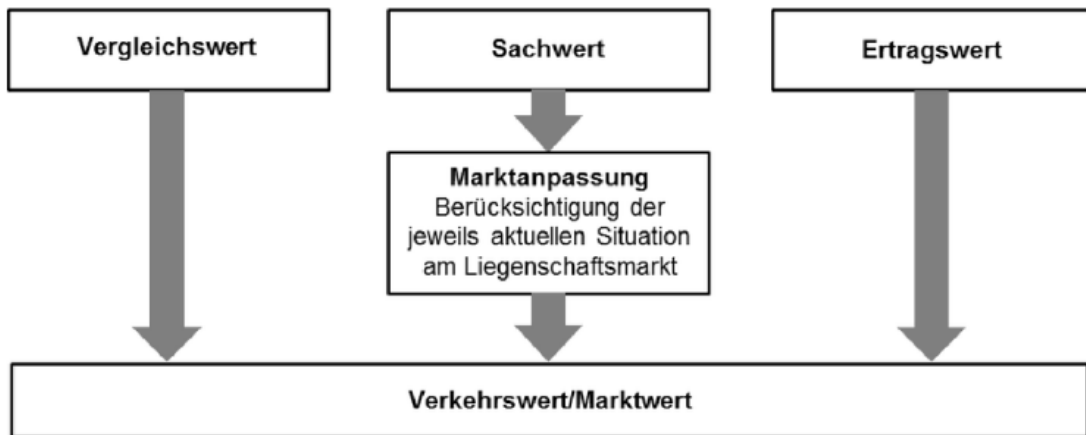 Vergleichswert
Sachwert
Ertragswert
Marktanpassung
Berücksichtigung der
jeweils aktuellen Situation
am Liegenschaftsmarkt
Verkehrswert/Marktwert